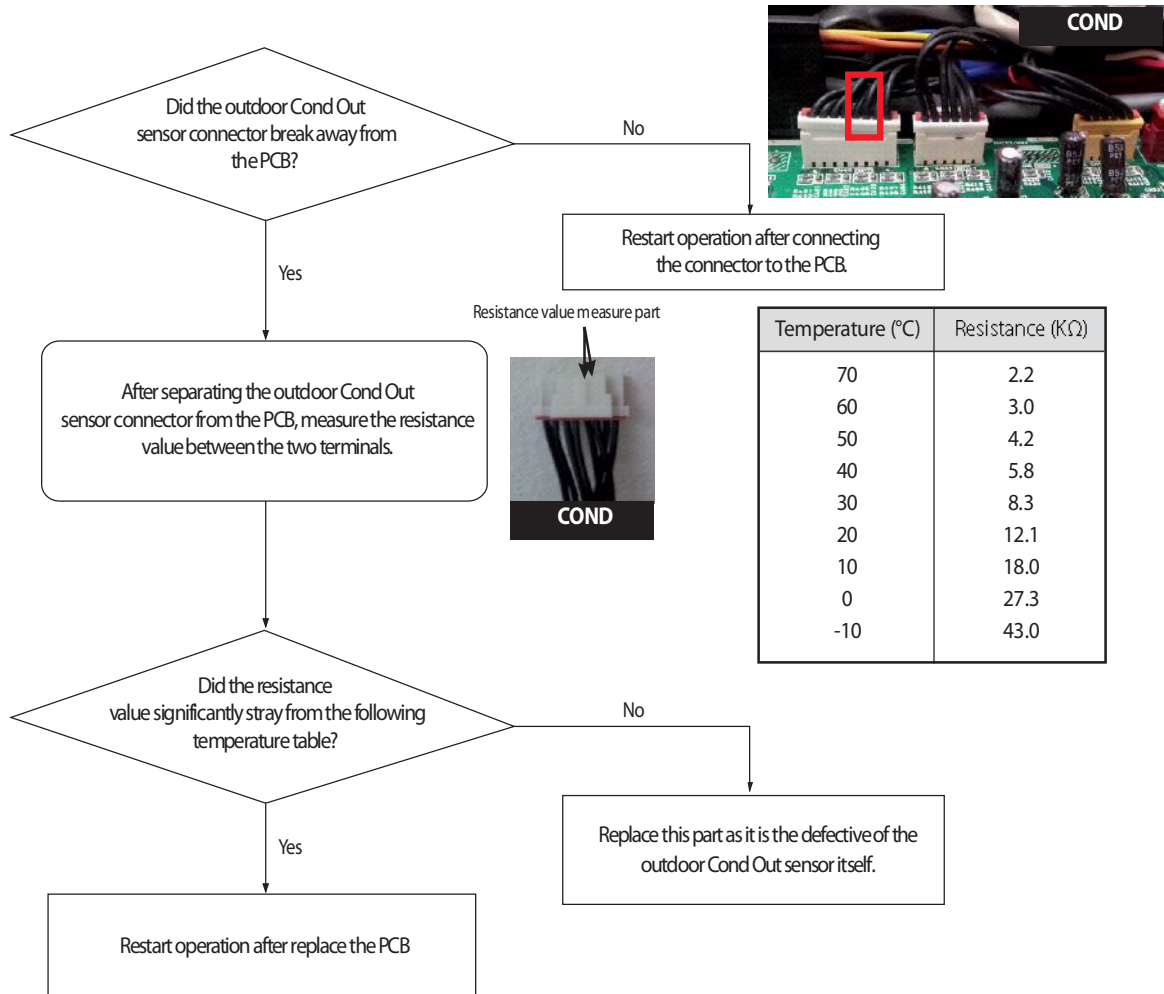 COND
Did the outdoor Cond Out
sensor connector break away from
the PCB?
No
Restart operation after connecting
the connector to the PCB.
Yes
Resistance value measure part
COND
After separating the outdoor Cond Out
sensor connector from the PCB, measure the resistance
value between the two terminals.
Temperature (°C) Resistance (KΩ)
70 2.2
60 3.0
50 4.2
40 5.8
30 8.3
20 12.1
10 18.0
0 27.3
-10 43.0
Did the resistance
value significantly stray from the following
temperature table?
No
Replace this part as it is the defective of the
outdoor Cond Out sensor itself.
Yes
Restart operation after replace the PCB